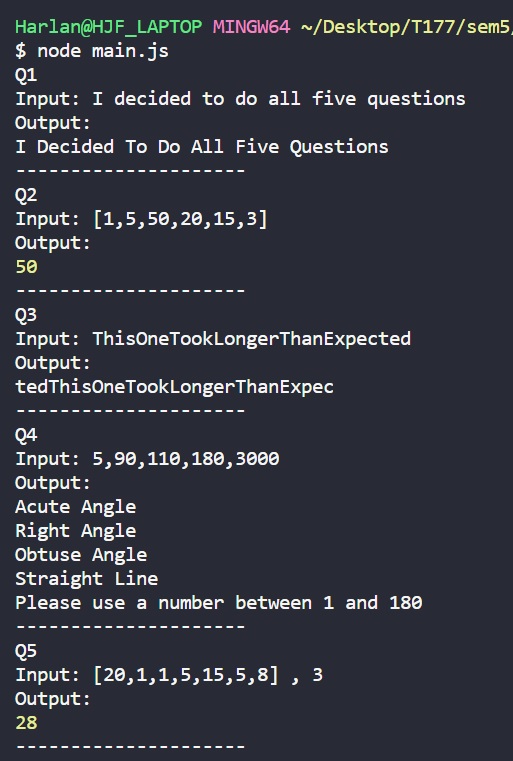 Harlan@HJF_LAPTOP MINGW64 ~/Desktop/T177/sem5/
$ node main.js
Q1
Input: I decided to do all five questions
Output:
I Decided To Do All Five Questions
---------------------
Q2
Input: [1,5,50,20,15,3]
Output:
50
---------------------
Q3
Input: ThisOneTookLongerThanExpected
Output:
tedThisOneTookLongerThanExpec
---------------------
Q4
Input: 5,90,110,180,3000
Output:
Acute Angle
Right Angle
Obtuse Angle
Straight Line
Please use a number between 1 and 180
---------------------
Q5
Input: [20,1,1,5,15,5,8] , 3
Output:
28
---------------------